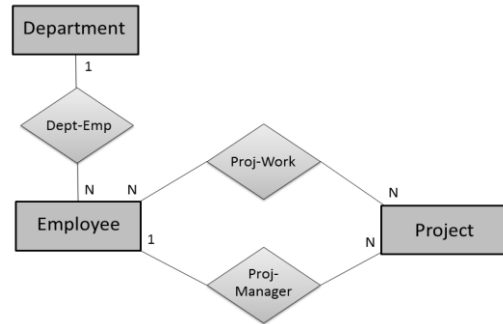 Department
1
Dept-Emp
N
N
Proj-Work
N
Employee
Project
1
N
Proj-
Manager